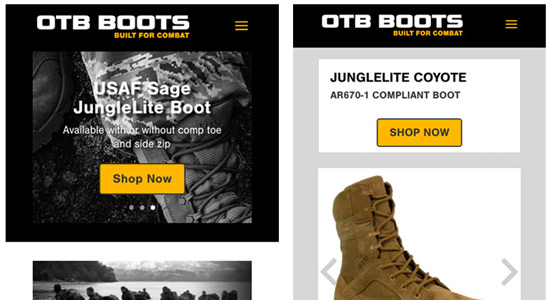 OTB BOOTS
BUILT FOR COMBAT
USAF Sage
JungleLite Boot
Available with or without comp toe
and side zip
Shop Now
OTB BOOTS
BUILT FOR COMBAT
JUNGLELITE COYOTE
AR670-1 COMPLIANT BOOT
SHOP NOW